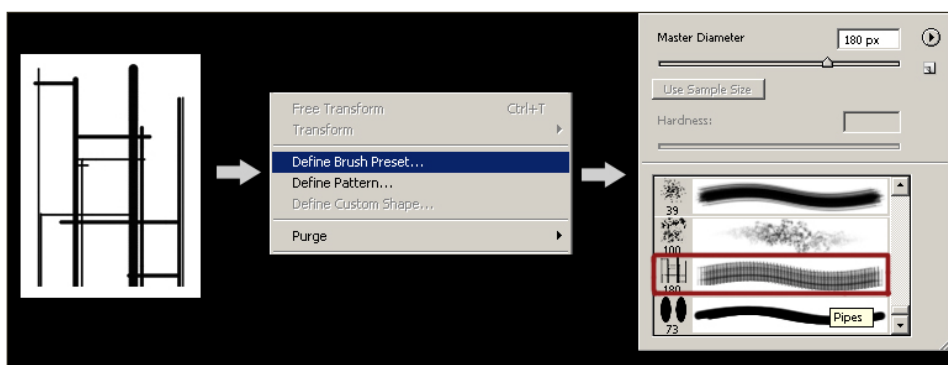 Free Transform Ctrl+T
Transform
Define Brush Preset...
Define Pattern...
Define Custom Shape...
Purge
Master Diameter 180 px
Use Sample Size
Hardness:
39
100
180
73
Pipes